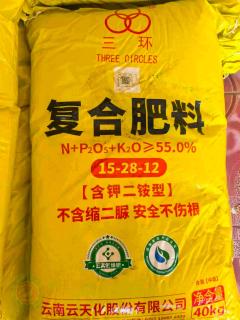 三 环
THREE CIRCLES
复合肥料
N+P₂O₅+K₂O≥55.0%
15-28-12
【含钾二铵型】
不含缩二脲 安全不伤根
云南云天化股份有限公司
净含量
40kg